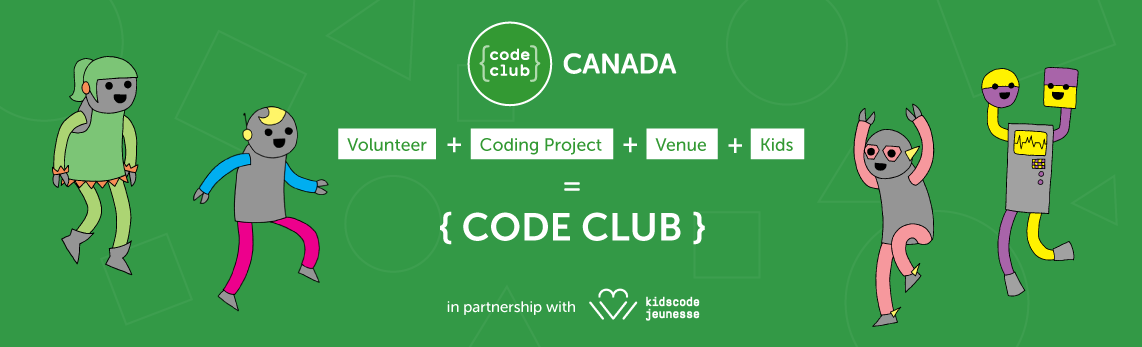 {code
club}
CANADA
Volunteer + Coding Project + Venue + Kids
=
{ CODE CLUB }
in partnership with
kidscode
jeunesse